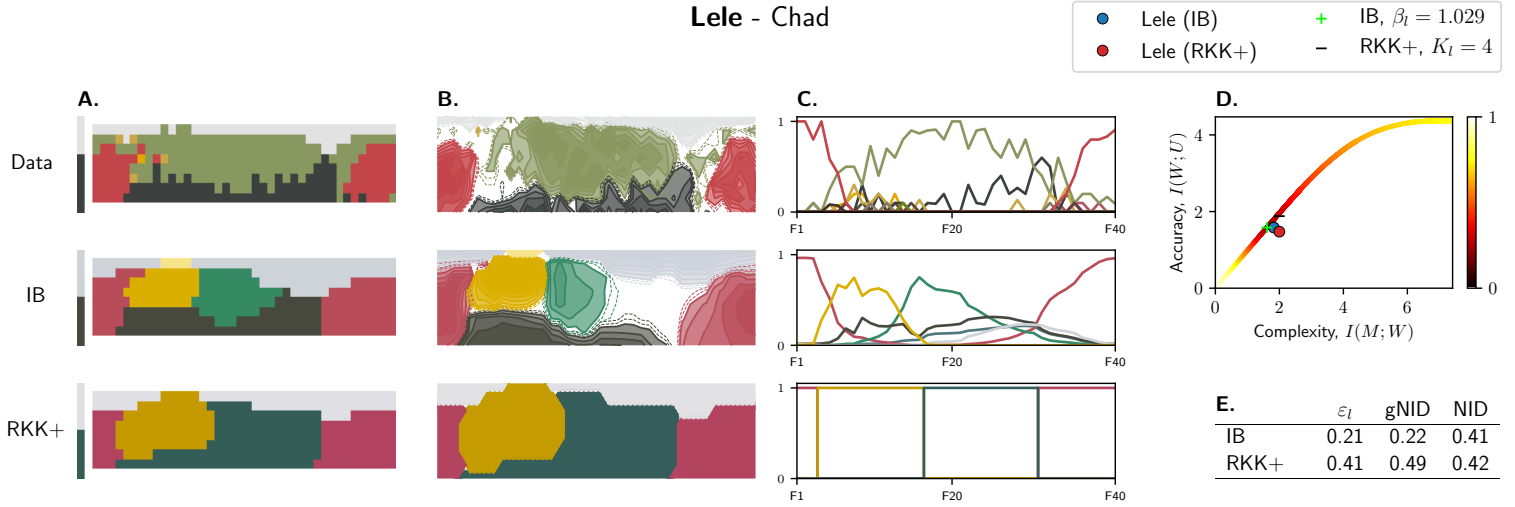 Lele - Chad
Lele (IB)
Lele (RKK+)
IB, βₗ = 1.029
RKK+, Kₗ = 4
A.
B.
C.
D.
Data
IB
RKK+
1
0
F1
F20
F40
1
0
F1
F20
F40
1
0
F1
F20
F40
Accuracy, I(W; U)
4
2
0
0
2
4
6
Complexity, I(M; W)
1
0
E.
εₗ gNID NID
IB 0.21 0.22 0.41
RKK+ 0.41 0.49 0.42